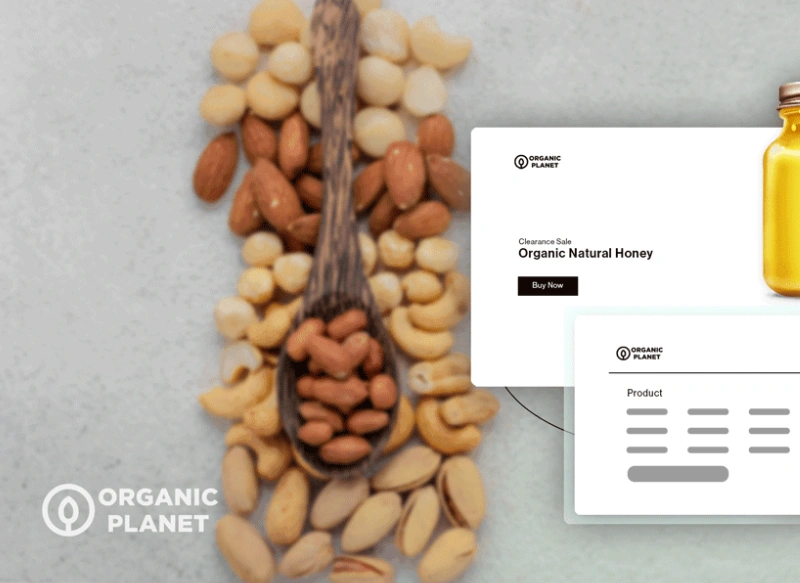 ORGANIC
PLANET
Clearance Sale
Organic Natural Honey
Buy Now
ORGANIC
PLANET
Product
ORGANIC
PLANET